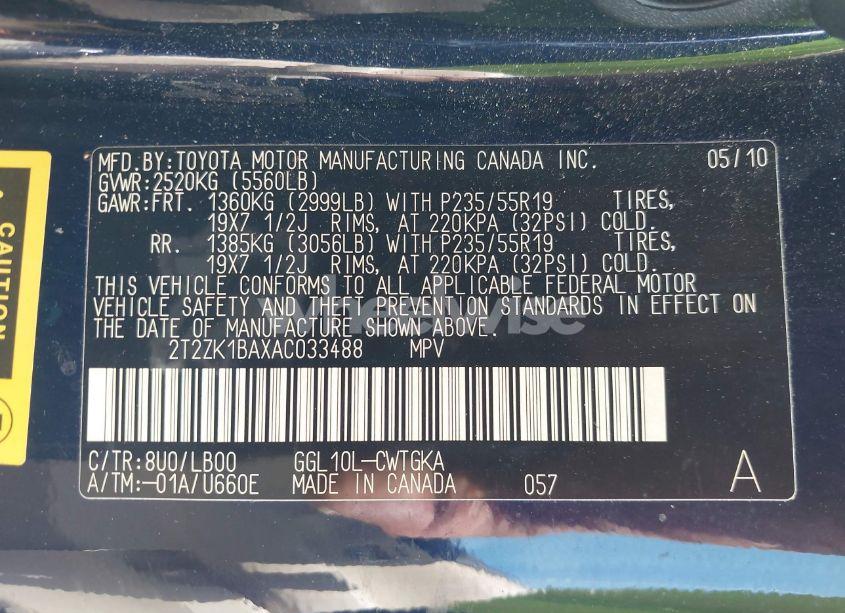 MFD.BY:TOYOTA MOTOR MANUFACTURING CANADA INC. 05/10
GVWR:2520KG (5560LB)
GAWR:FRT. 1360KG (2999LB) WITH P235/55R19 TIRES,
19X7 1/2J RIMS, AT 220KPA (32PSI) COLD.
RR. 1385KG (3056LB) WITH P235/55R19 TIRES,
19X7 1/2J RIMS, AT 220KPA (32PSI) COLD.
THIS VEHICLE CONFORMS TO ALL APPLICABLE FEDERAL MOTOR
VEHICLE SAFETY AND THEFT PREVENTION STANDARDS IN EFFECT ON
THE DATE OF MANUFACTURE SHOWN ABOVE.
2T2ZK1BAXAC033488 MPV
C/TR:8U0/LB00 GGL10L-CWTGKA
A/TM:-01A/U660E MADE IN CANADA 057 A
CAUTION